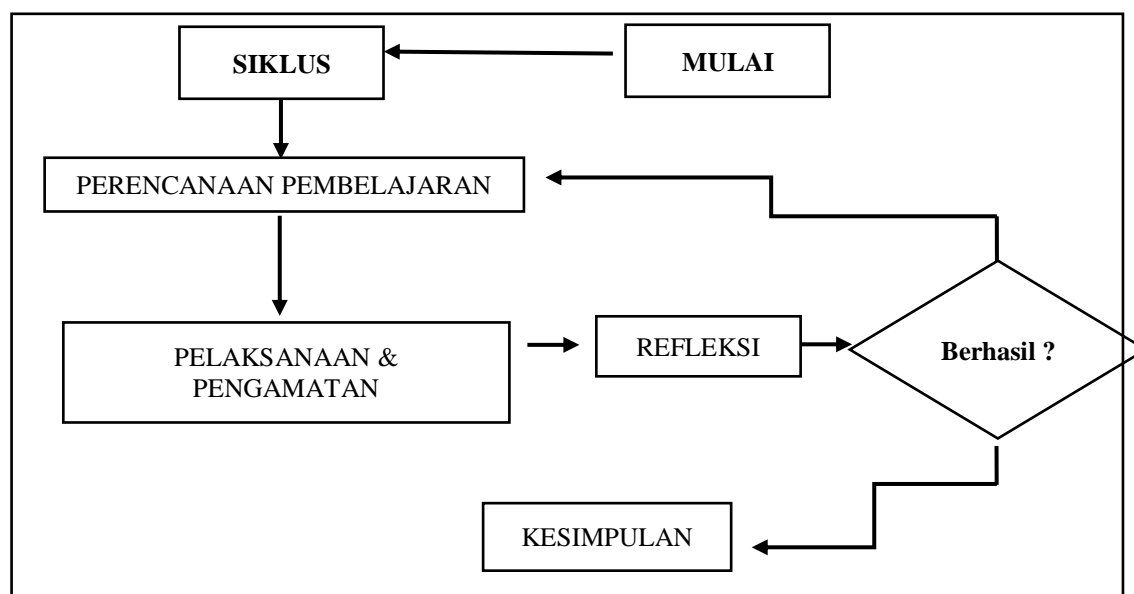 SIKLUS
MULAI
PERENCANAAN PEMBELAJARAN
PELAKSANAAN &
PENGAMATAN
REFLEKSI
Berhasil ?
KESIMPULAN